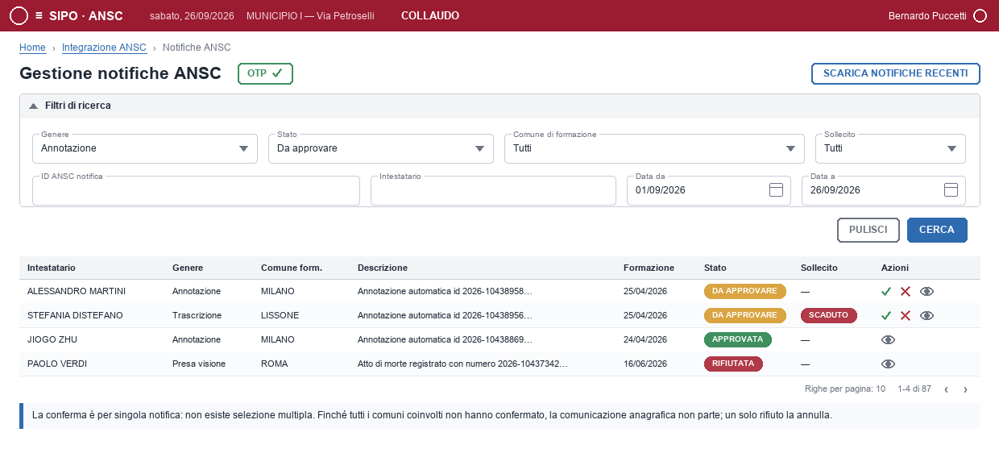 ≡ SIPO · ANSC sabato, 26/09/2026 MUNICIPIO I — Via Petroselli COLLAUDO Bernardo Puccetti
Home › Integrazione ANSC › Notifiche ANSC
Gestione notifiche ANSC OTP ✓ SCARICA NOTIFICHE RECENTI
Filtri di ricerca
Genere Stato Comune di formazione Sollecito
Annotazione Da approvare Tutti Tutti
ID ANSC notifica Intestatario Data da Data a
01/09/2026 26/09/2026
PULISCI CERCA
Intestatario Genere Comune form. Descrizione Formazione Stato Sollecito Azioni
ALESSANDRO MARTINI Annotazione MILANO Annotazione automatica id 2026-10438958… 25/04/2026 DA APPROVARE —
STEFANIA DISTEFANO Trascrizione LISSONE Annotazione automatica id 2026-10438956… 25/04/2026 DA APPROVARE SCADUTO
JIOGO ZHU Annotazione MILANO Annotazione automatica id 2026-10438869… 24/04/2026 APPROVATA —
PAOLO VERDI Presa visione ROMA Atto di morte registrato con numero 2026-10437342… 16/06/2026 RIFIUTATA —
Righe per pagina: 10 1-4 di 87 ‹ ›
La conferma è per singola notifica: non esiste selezione multipla. Finché tutti i comuni coinvolti non hanno confermato, la comunicazione anagrafica non parte; un solo rifiuto la annulla.